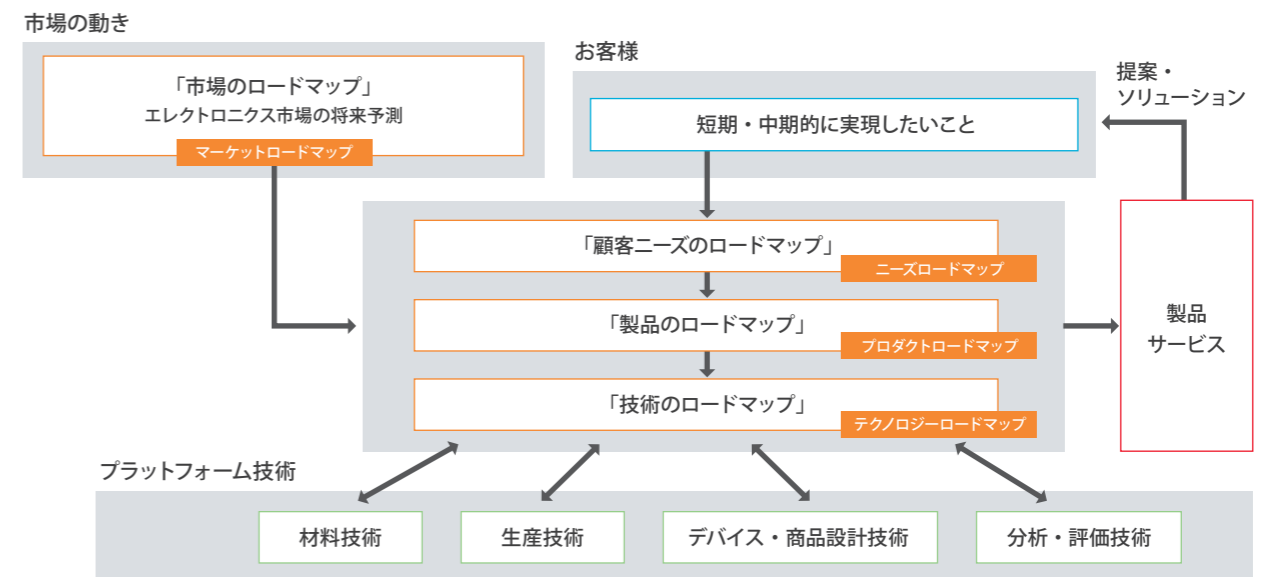 市場の動き
「市場のロードマップ」
エレクトロニクス市場の将来予測
マーケットロードマップ
お客様
短期・中期的に実現したいこと
提案・
ソリューション
「顧客ニーズのロードマップ」
ニーズロードマップ
「製品のロードマップ」
プロダクトロードマップ
「技術のロードマップ」
テクノロジーロードマップ
製品
サービス
プラットフォーム技術
材料技術
生産技術
デバイス・商品設計技術
分析・評価技術